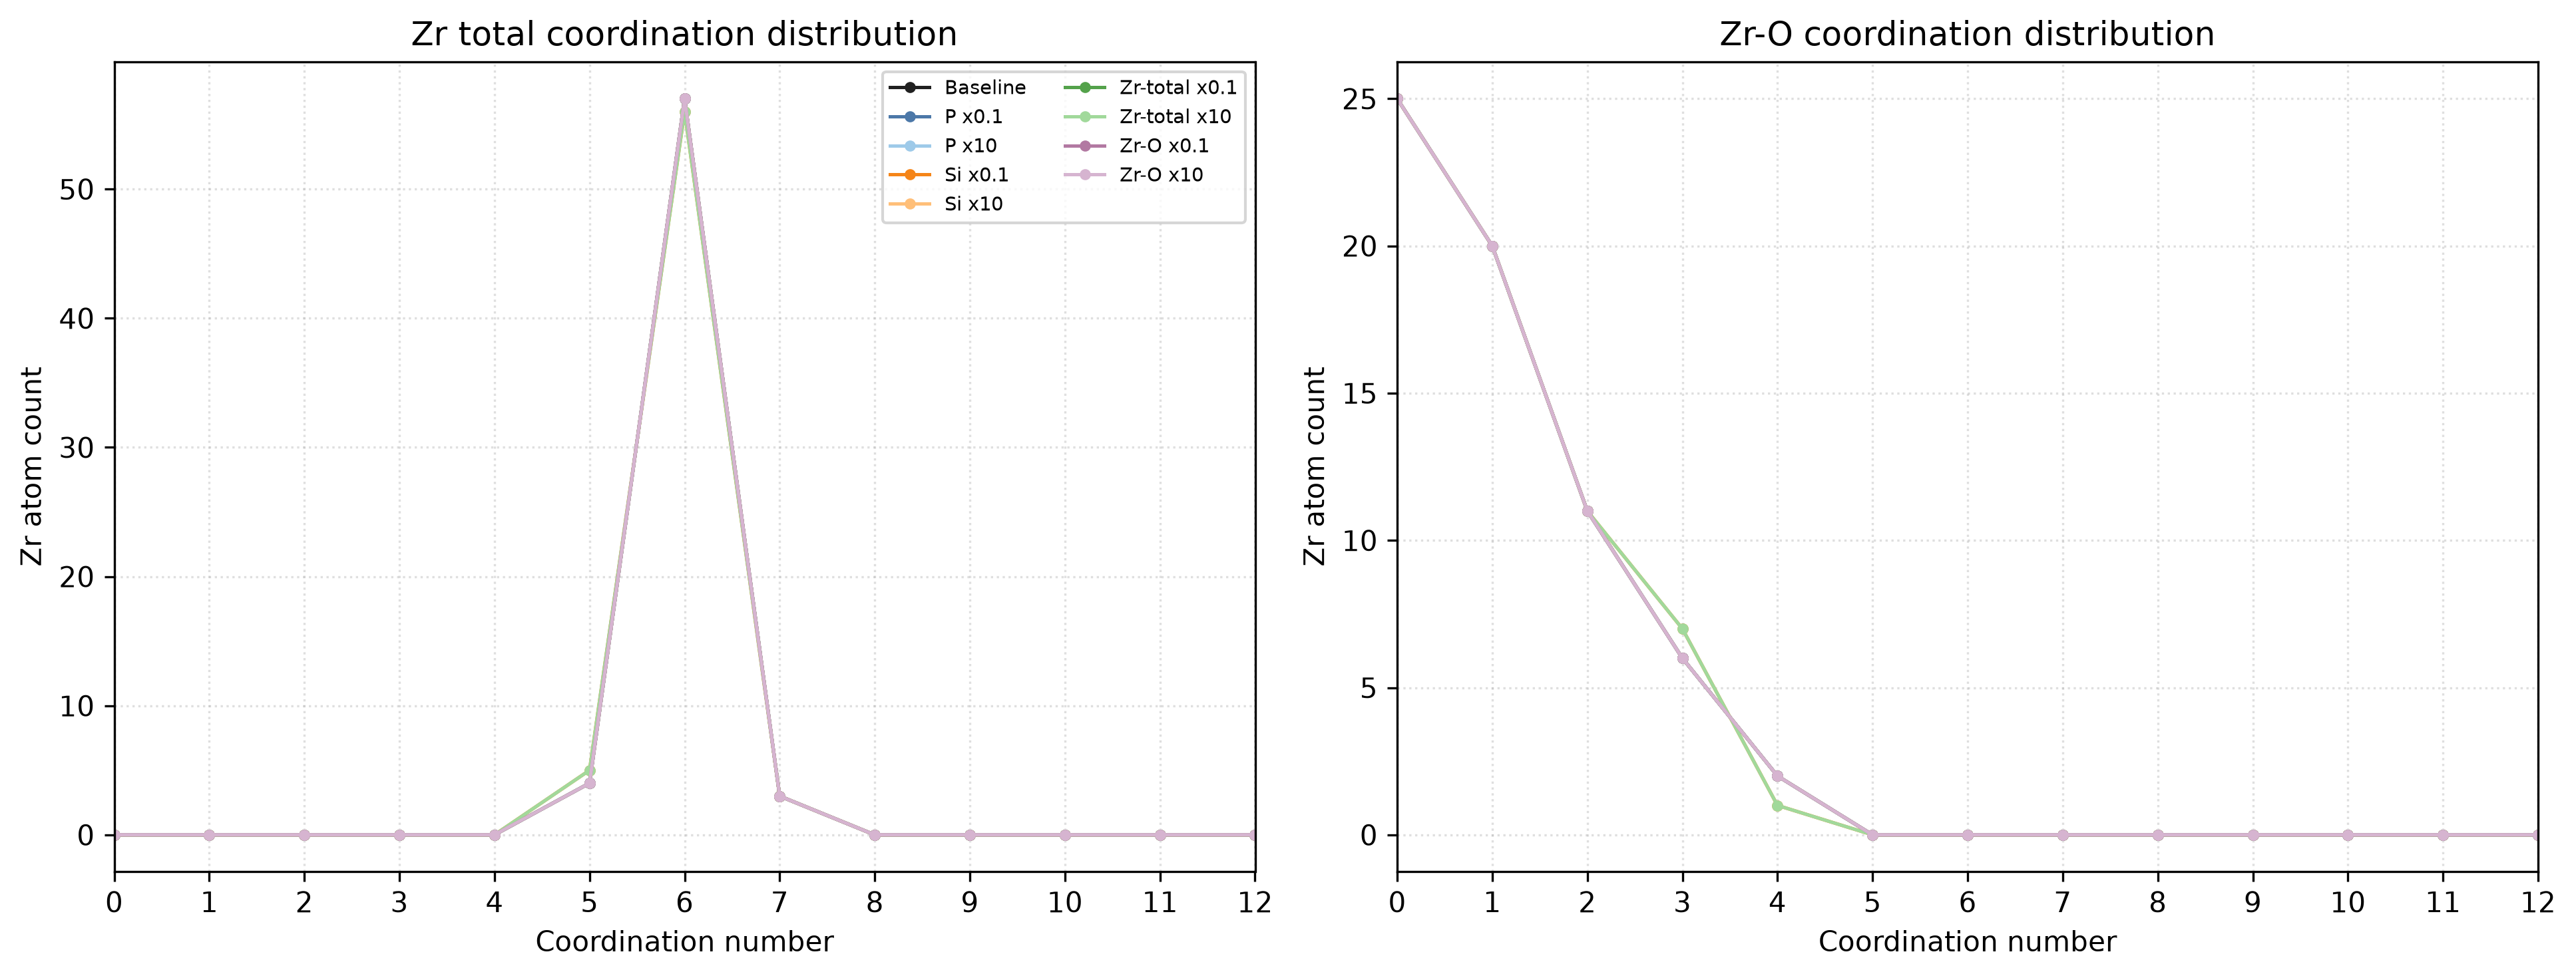 Zr total coordination distribution
Zr atom count
50
40
30
20
10
0
0 1 2 3 4 5 6 7 8 9 10 11 12
Coordination number
Baseline
P x0.1
P x10
Si x0.1
Si x10
Zr-total x0.1
Zr-total x10
Zr-O x0.1
Zr-O x10
Zr-O coordination distribution
Zr atom count
25
20
15
10
5
0
0 1 2 3 4 5 6 7 8 9 10 11 12
Coordination number